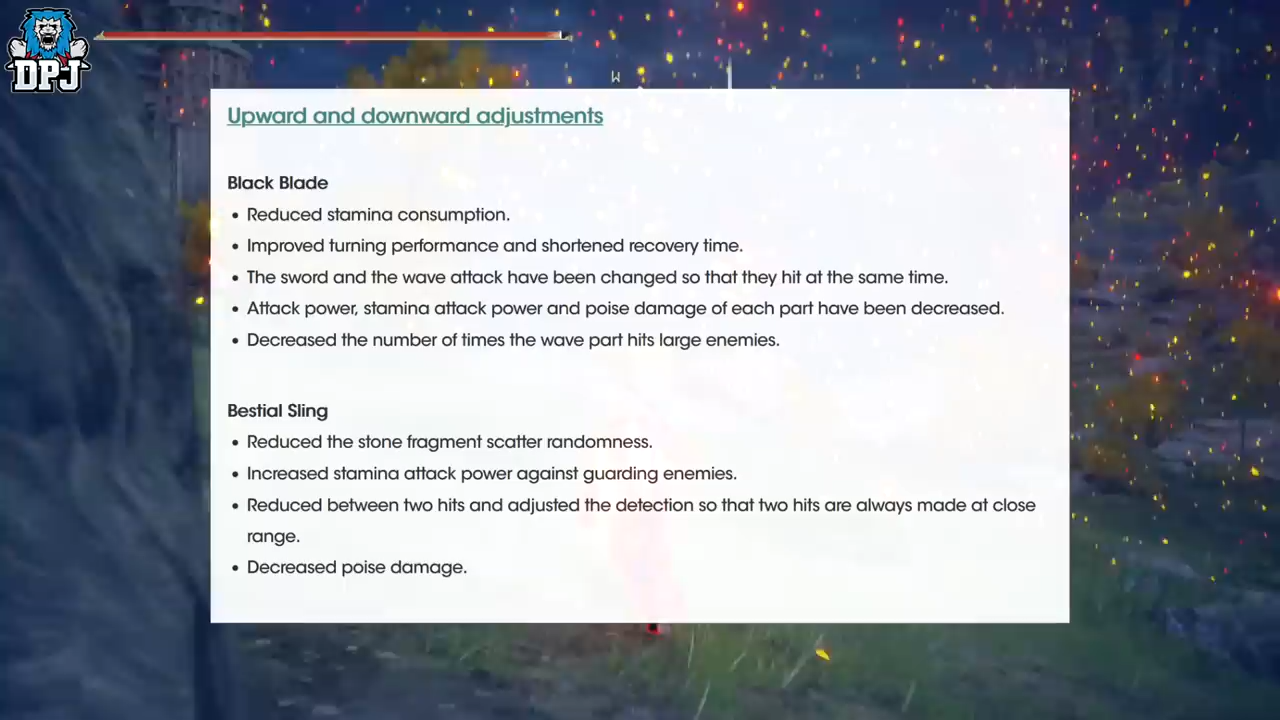 DPJ
Upward and downward adjustments
Black Blade
• Reduced stamina consumption.
• Improved turning performance and shortened recovery time.
• The sword and the wave attack have been changed so that they hit at the same time.
• Attack power, stamina attack power and poise damage of each part have been decreased.
• Decreased the number of times the wave part hits large enemies.
Bestial Sling
• Reduced the stone fragment scatter randomness.
• Increased stamina attack power against guarding enemies.
• Reduced between two hits and adjusted the detection so that two hits are always made at close
range.
• Decreased poise damage.